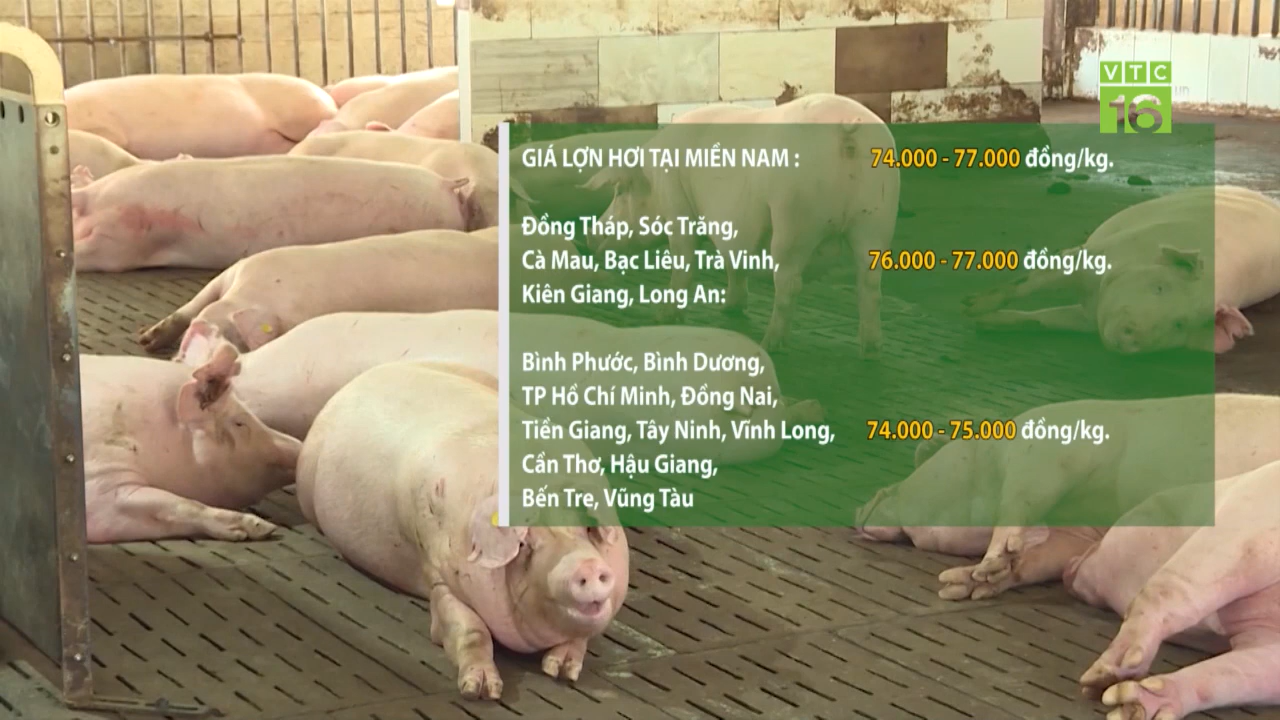 VTC
16
GIÁ LỢN HƠI TẠI MIỀN NAM : 74.000 - 77.000 đồng/kg.
Đồng Tháp, Sóc Trăng,
Cà Mau, Bạc Liêu, Trà Vinh, 76.000 - 77.000 đồng/kg.
Kiên Giang, Long An:
Bình Phước, Bình Dương,
TP Hồ Chí Minh, Đồng Nai,
Tiền Giang, Tây Ninh, Vĩnh Long, 74.000 - 75.000 đồng/kg.
Cần Thơ, Hậu Giang,
Bến Tre, Vũng Tàu